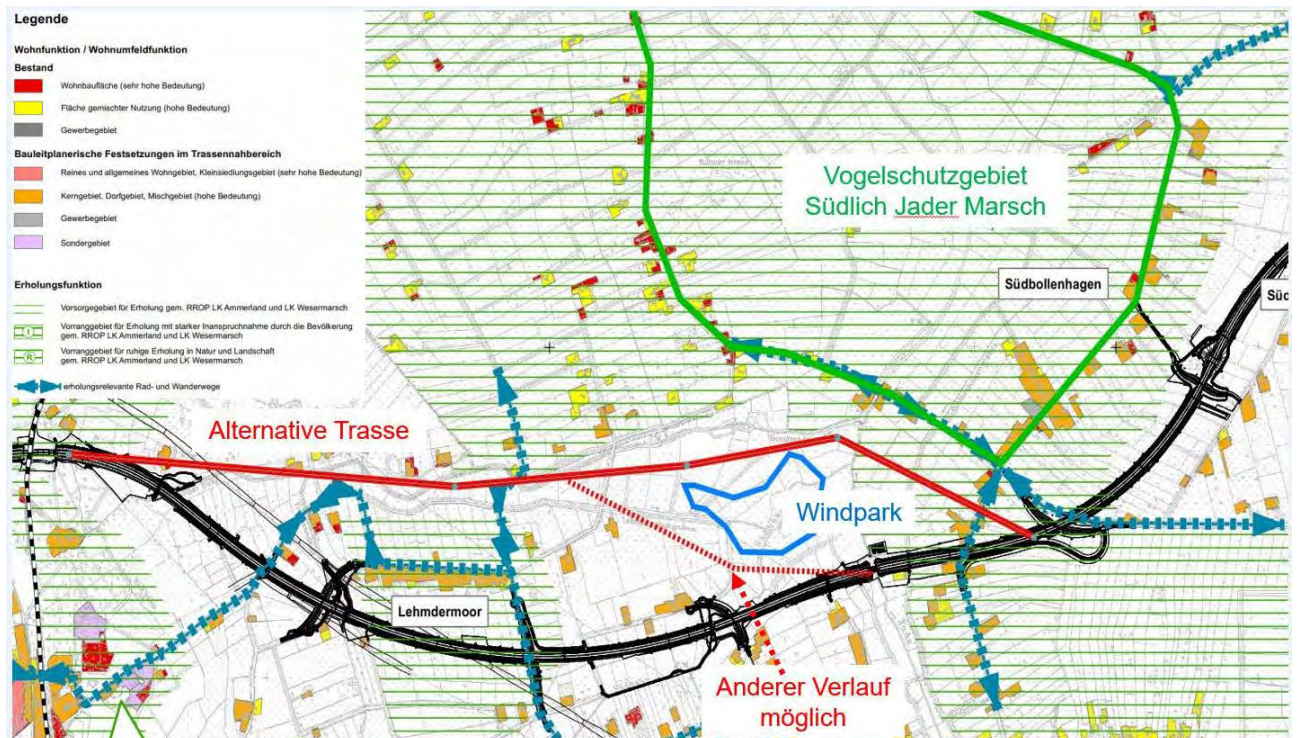 Legende
Wohnfunktion / Wohnumfeldfunktion
Bestand
Wohnbaufläche (sehr hohe Bedeutung)
Fläche gemischter Nutzung (hohe Bedeutung)
Gewerbegebiet
Bauleitplanerische Festsetzungen im Trassennahbereich
Reines und allgemeines Wohngebiet, Kleinsiedlungsgebiet (sehr hohe Bedeutung)
Kerngebiet, Dorfgebiet, Mischgebiet (hohe Bedeutung)
Gewerbegebiet
Sondergebiet
Erholungsfunktion
Vorsorgegebiet für Erholung gem. RROP LK Ammerland und LK Wesermarsch
I
Vorranggebiet für Erholung mit starker Inanspruchnahme durch die Bevölkerung
gem. RROP LK Ammerland und LK Wesermarsch
R
Vorranggebiet für ruhige Erholung in Natur und Landschaft
gem. RROP LK Ammerland und LK Wesermarsch
erholungsrelevante Rad- und Wanderwege
Vogelschutzgebiet
Südlich Jader Marsch
Südbollenhagen
Süd
Alternative Trasse
Windpark
Lehmdermoor
Anderer Verlauf
möglich